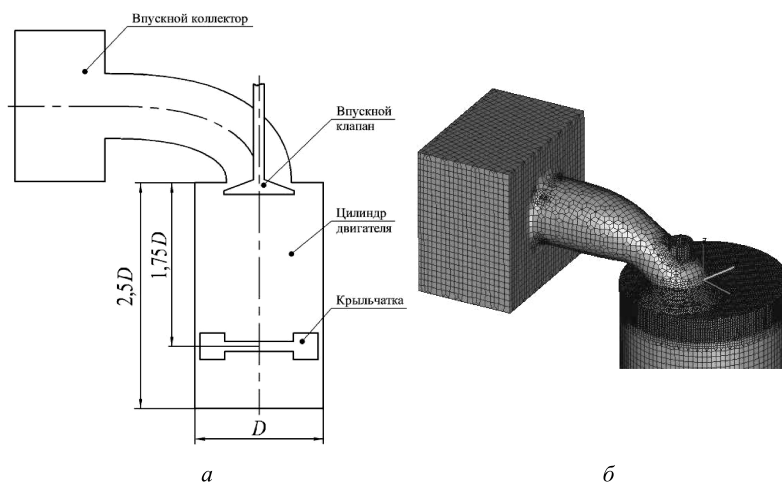 Впускной коллектор
Впускной
клапан
Цилиндр
двигателя
1,75D
2,5D
Крыльчатка
D
а
б